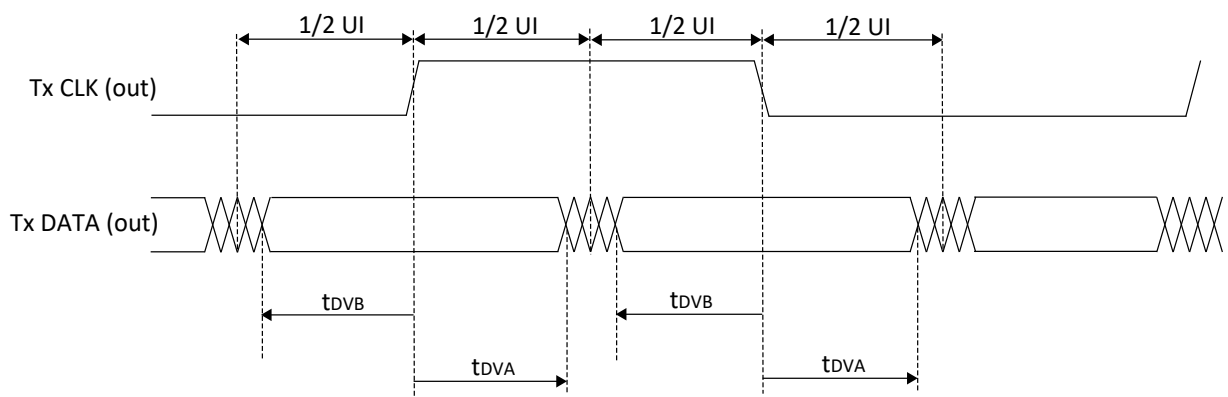 1/2 UI 1/2 UI 1/2 UI 1/2 UI
Tx CLK (out)
Tx DATA (out)
tDVB tDVB
tDVA tDVA